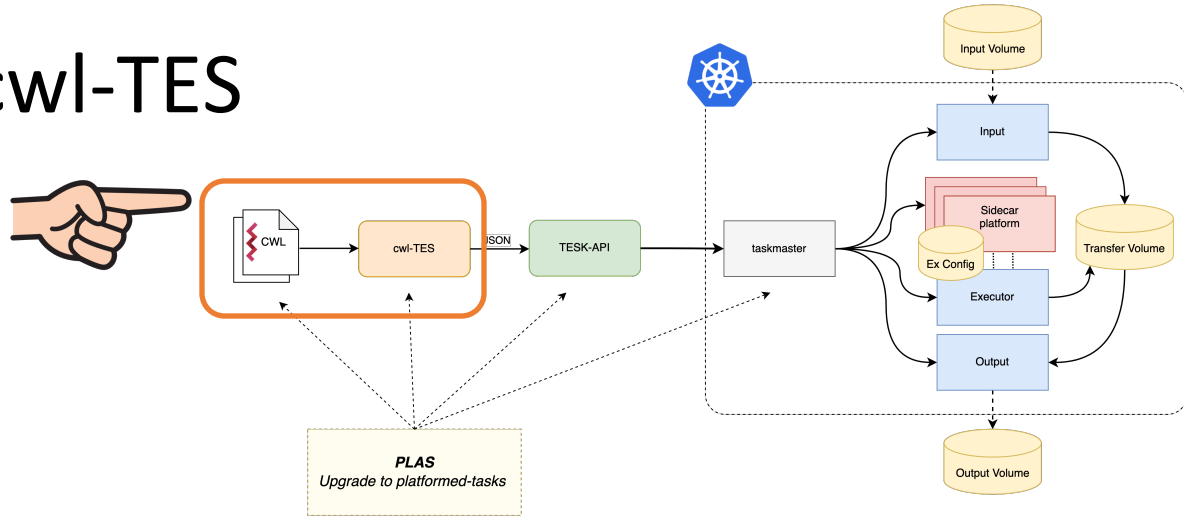 cwl-TES
Input Volume
Input
CWL
cwl-TES
JSON
TESK-API
taskmaster
Sidecar
platform
Ex Config
Transfer Volume
Executor
Output
PLAS
Upgrade to platformed-tasks
Output Volume